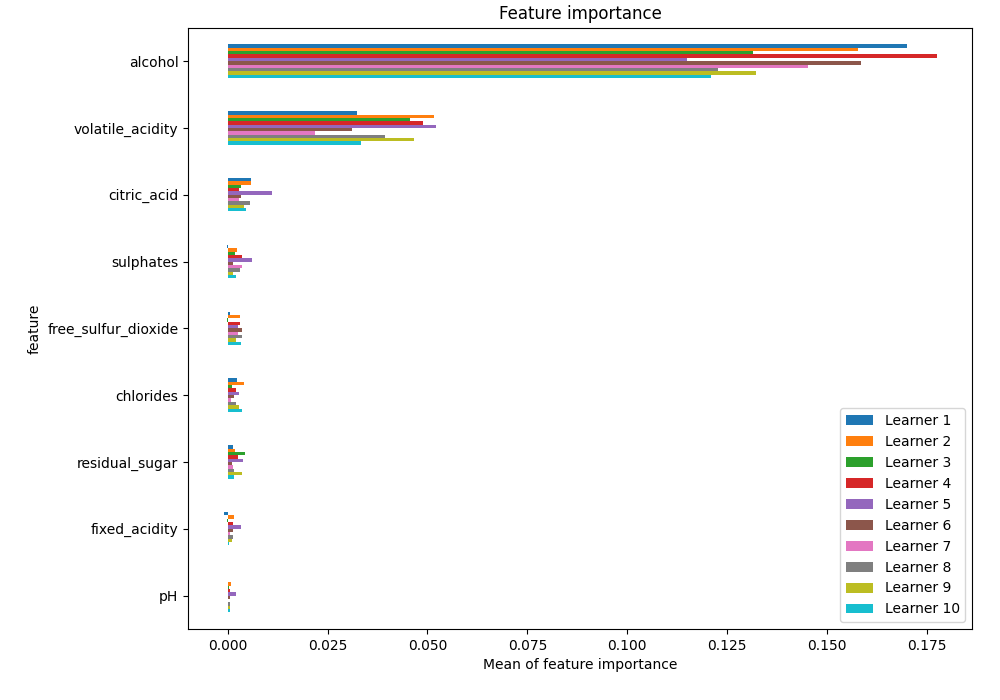 Feature importance
feature
alcohol
volatile_acidity
citric_acid
sulphates
free_sulfur_dioxide
chlorides
residual_sugar
fixed_acidity
pH
Learner 1
Learner 2
Learner 3
Learner 4
Learner 5
Learner 6
Learner 7
Learner 8
Learner 9
Learner 10
0.000 0.025 0.050 0.075 0.100 0.125 0.150 0.175
Mean of feature importance